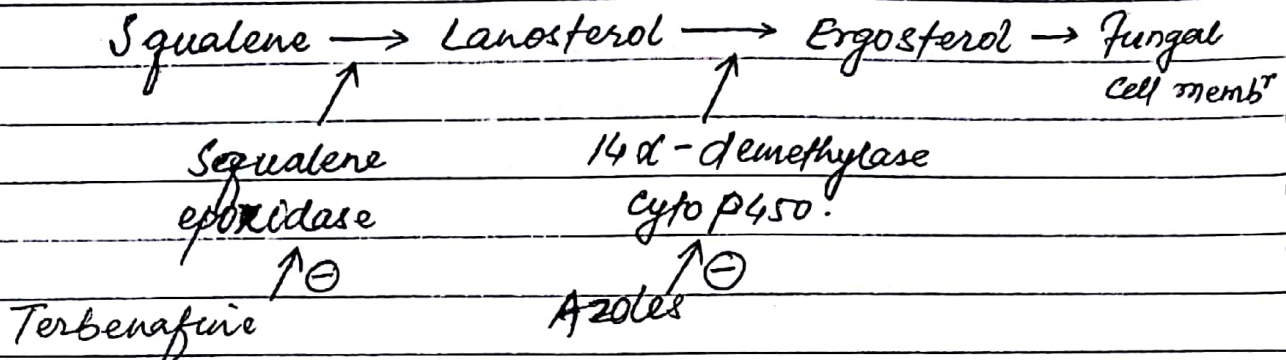 Squalene → Lanosterol → Ergosterol → Fungal
Cell membʳ
Squalene 14α-demethylase
epoxidase Cyto P450.
↑⊖ ↑⊖
Terbenafine Azoles